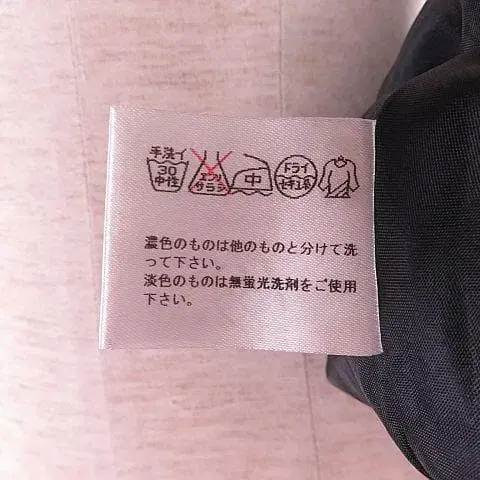 手洗イ
30
中性
エンソ
サラシ
中
ドライ
セキユ系
濃色のものは他のものと分けて洗
って下さい。
淡色のものは無蛍光洗剤をご使用
下さい。